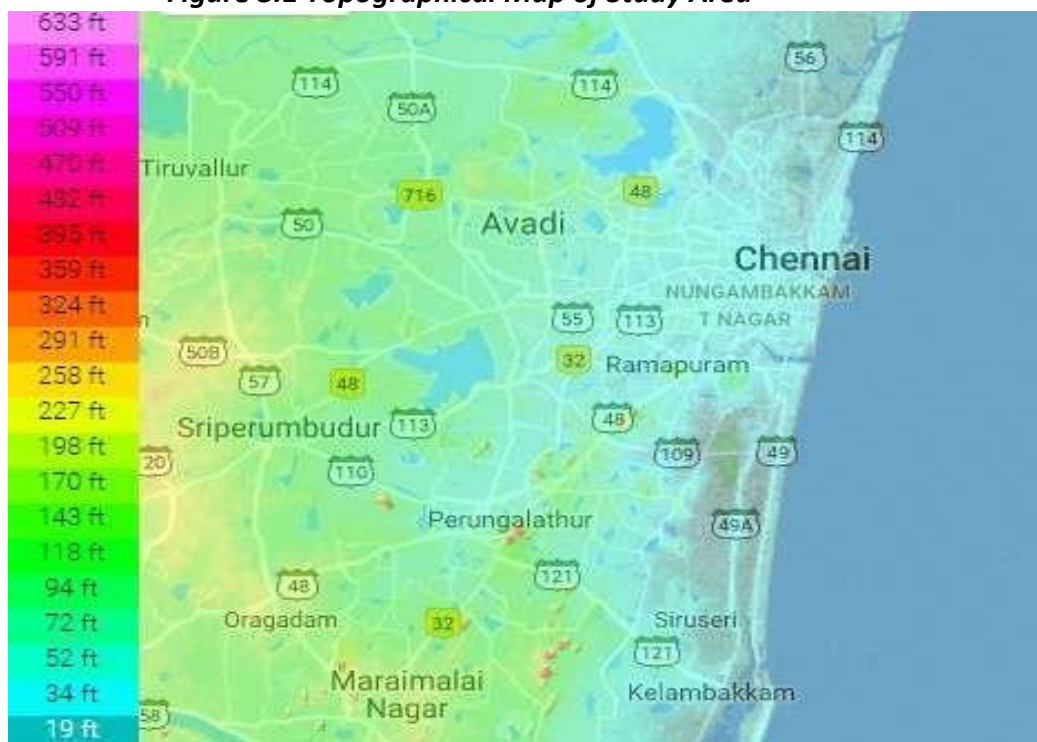 Figure 3.1 Topographical Map of Study Area
633 ft
591 ft
550 ft
509 ft
470 ft
432 ft
395 ft
359 ft
324 ft
291 ft
258 ft
227 ft
198 ft
170 ft
143 ft
118 ft
94 ft
72 ft
52 ft
34 ft
19 ft
56
114
114
50A
114
Tiruvallur
716
48
50
Avadi
Chennai
NUNGAMBAKKAM
55
113
T NAGAR
50B
32
Ramapuram
57
48
Sriperumbudur
113
48
20
110
109
49
Perungalathur
49A
121
48
Oragadam
32
Siruseri
121
Maraimalai
Nagar
Kelambakkam
58